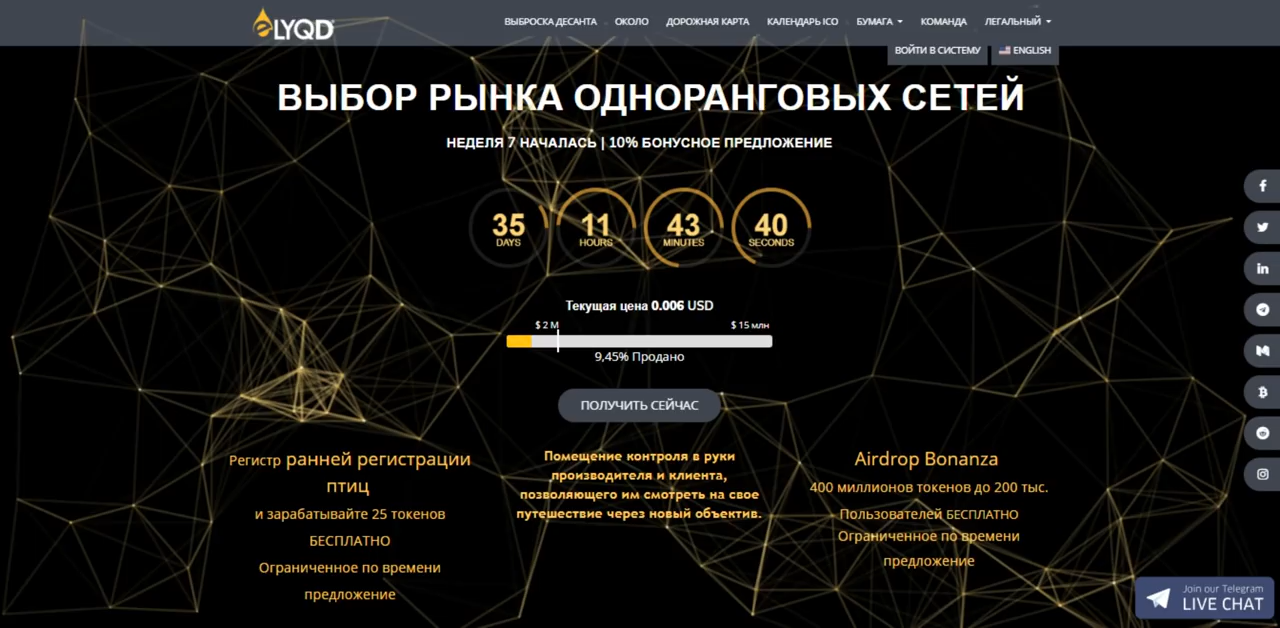 eLYQD
ВЫБРОСКА ДЕСАНТА ОКОЛО ДОРОЖНАЯ КАРТА КАЛЕНДАРЬ ICO БУМАГА КОМАНДА ЛЕГАЛЬНЫЙ
ВОЙТИ В СИСТЕМУ ENGLISH
ВЫБОР РЫНКА ОДНОРАНГОВЫХ СЕТЕЙ
НЕДЕЛЯ 7 НАЧАЛАСЬ | 10% БОНУСНОЕ ПРЕДЛОЖЕНИЕ
35 11 43 40
DAYS HOURS MINUTES SECONDS
Текущая цена 0.006 USD
$ 2 M $ 15 млн
9,45% Продано
ПОЛУЧИТЬ СЕЙЧАС
Регистр ранней регистрации
птиц
и зарабатывайте 25 токенов
БЕСПЛАТНО
Ограниченное по времени
предложение
Помещение контроля в руки
производителя и клиента,
позволяющего им смотреть на свое
путешествие через новый объектив.
Airdrop Bonanza
400 миллионов токенов до 200 тыс.
Пользователей БЕСПЛАТНО
Ограниченное по времени
предложение
Join our Telegram
LIVE CHAT